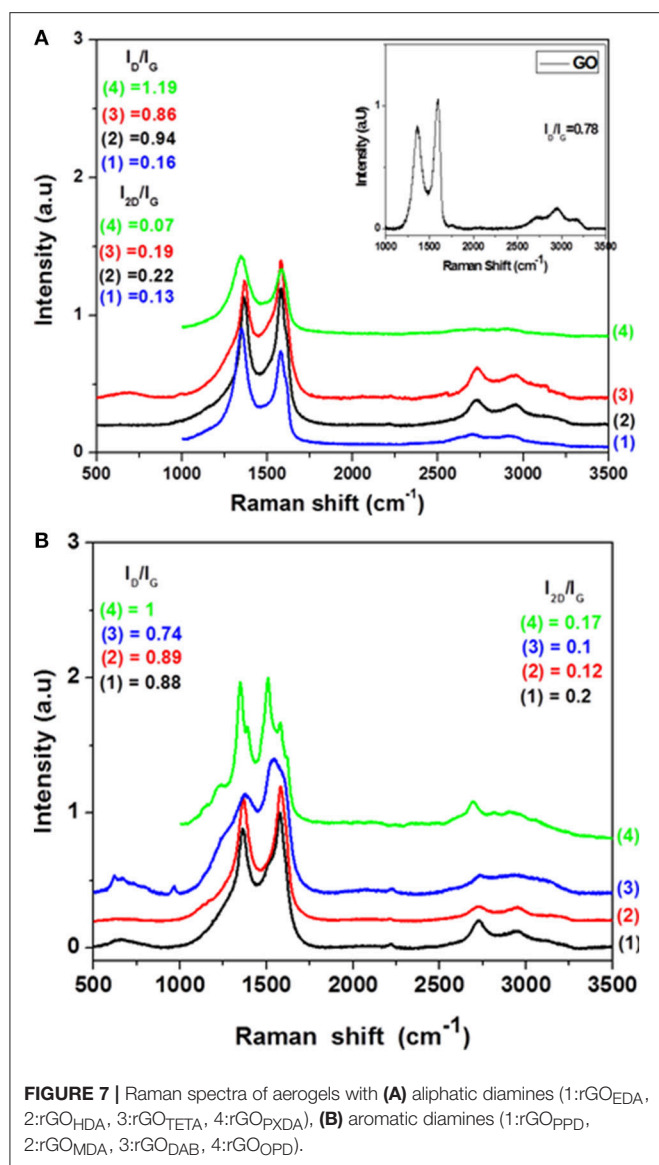 A
3
2
1
0
Intensity (a.u)
I_D/I_G
(4) =1.19
(3) =0.86
(2) =0.94
(1) =0.16
I_2D/I_G
(4) =0.07
(3) =0.19
(2) =0.22
(1) =0.13
GO
1
0
Intensity (a.U)
I_D/I_G=0.78
1000 1500 2000 2500 3000 3500
Raman Shift (cm⁻¹)
(4)
(3)
(2)
(1)
500 1000 1500 2000 2500 3000 3500
Raman shift (cm⁻¹)
B
3
2
1
0
Intensity (a.u)
I_D/I_G
(4) = 1
(3) = 0.74
(2) = 0.89
(1) = 0.88
I_2D/I_G
(4) = 0.17
(3) = 0.1
(2) = 0.12
(1) = 0.2
(4)
(3)
(2)
(1)
500 1000 1500 2000 2500 3000 3500
Raman shift (cm⁻¹)
FIGURE 7 | Raman spectra of aerogels with (A) aliphatic diamines (1:rGO_EDA,
2:rGO_HDA, 3:rGO_TETA, 4:rGO_PXDA), (B) aromatic diamines (1:rGO_PPD,
2:rGO_MDA, 3:rGO_DAB, 4:rGO_OPD).